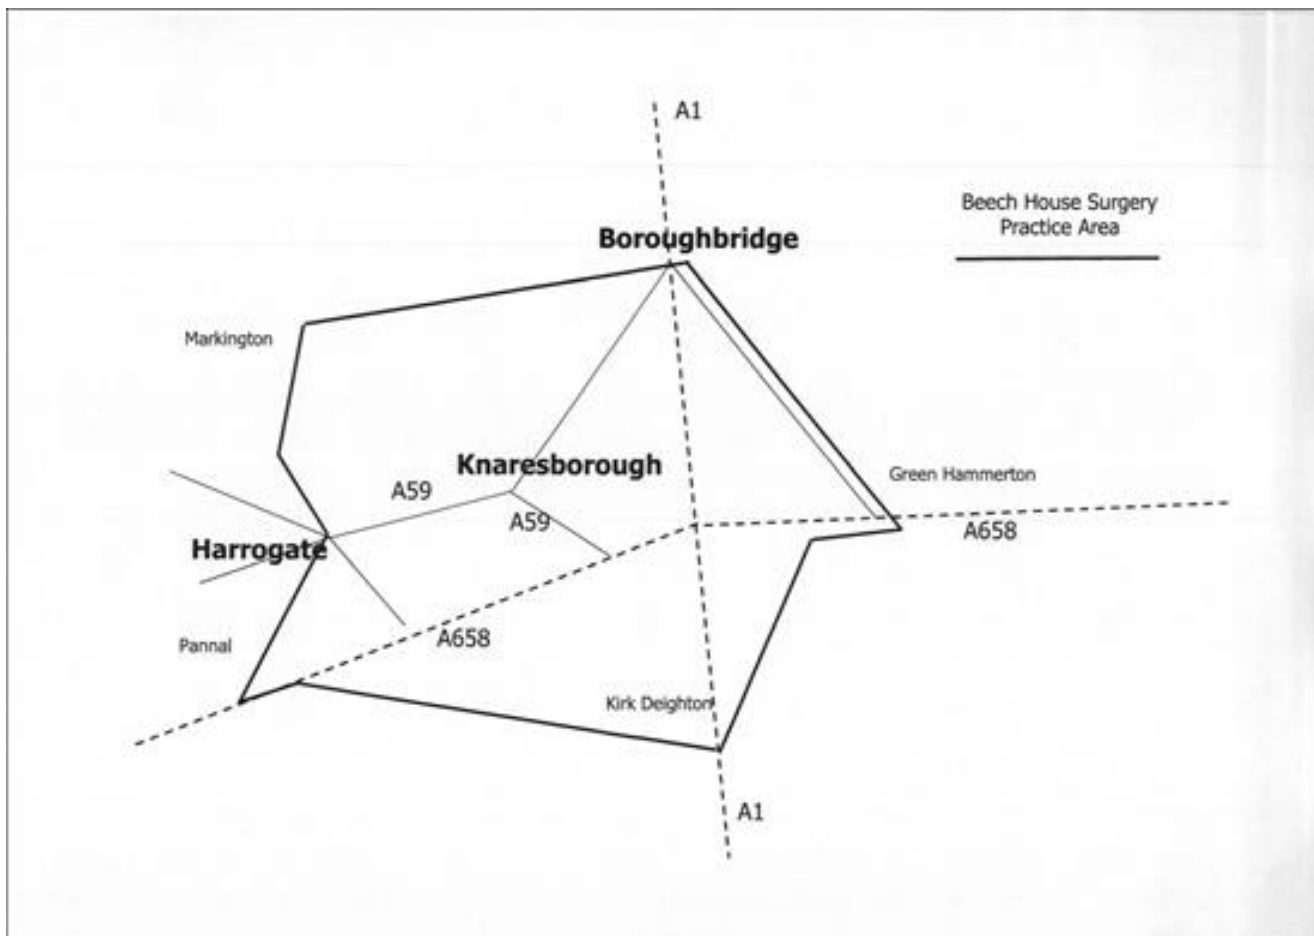 A1
Beech House Surgery
Practice Area
Boroughbridge
Markington
Knaresborough
Green Hammerton
A59
A59
A658
Harrogate
Pannal
A658
Kirk Deighton
A1